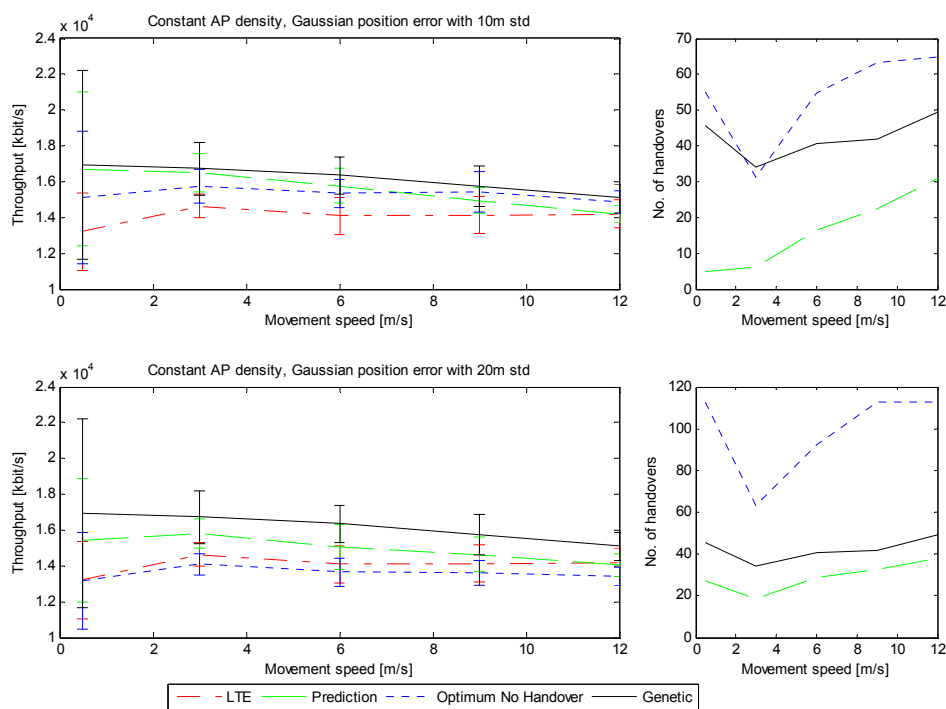 Constant AP density, Gaussian position error with 10m std
x 10^4
2.4
2.2
2
1.8
1.6
1.4
1.2
1
0 2 4 6 8 10 12
Throughput [kbit/s]
Movement speed [m/s]
70
60
50
40
30
20
10
0
0 2 4 6 8 10 12
No. of handovers
Movement speed [m/s]
Constant AP density, Gaussian position error with 20m std
x 10^4
2.4
2.2
2
1.8
1.6
1.4
1.2
1
0 2 4 6 8 10 12
Throughput [kbit/s]
Movement speed [m/s]
120
100
80
60
40
20
0
0 2 4 6 8 10 12
No. of handovers
Movement speed [m/s]
LTE Prediction Optimum No Handover Genetic